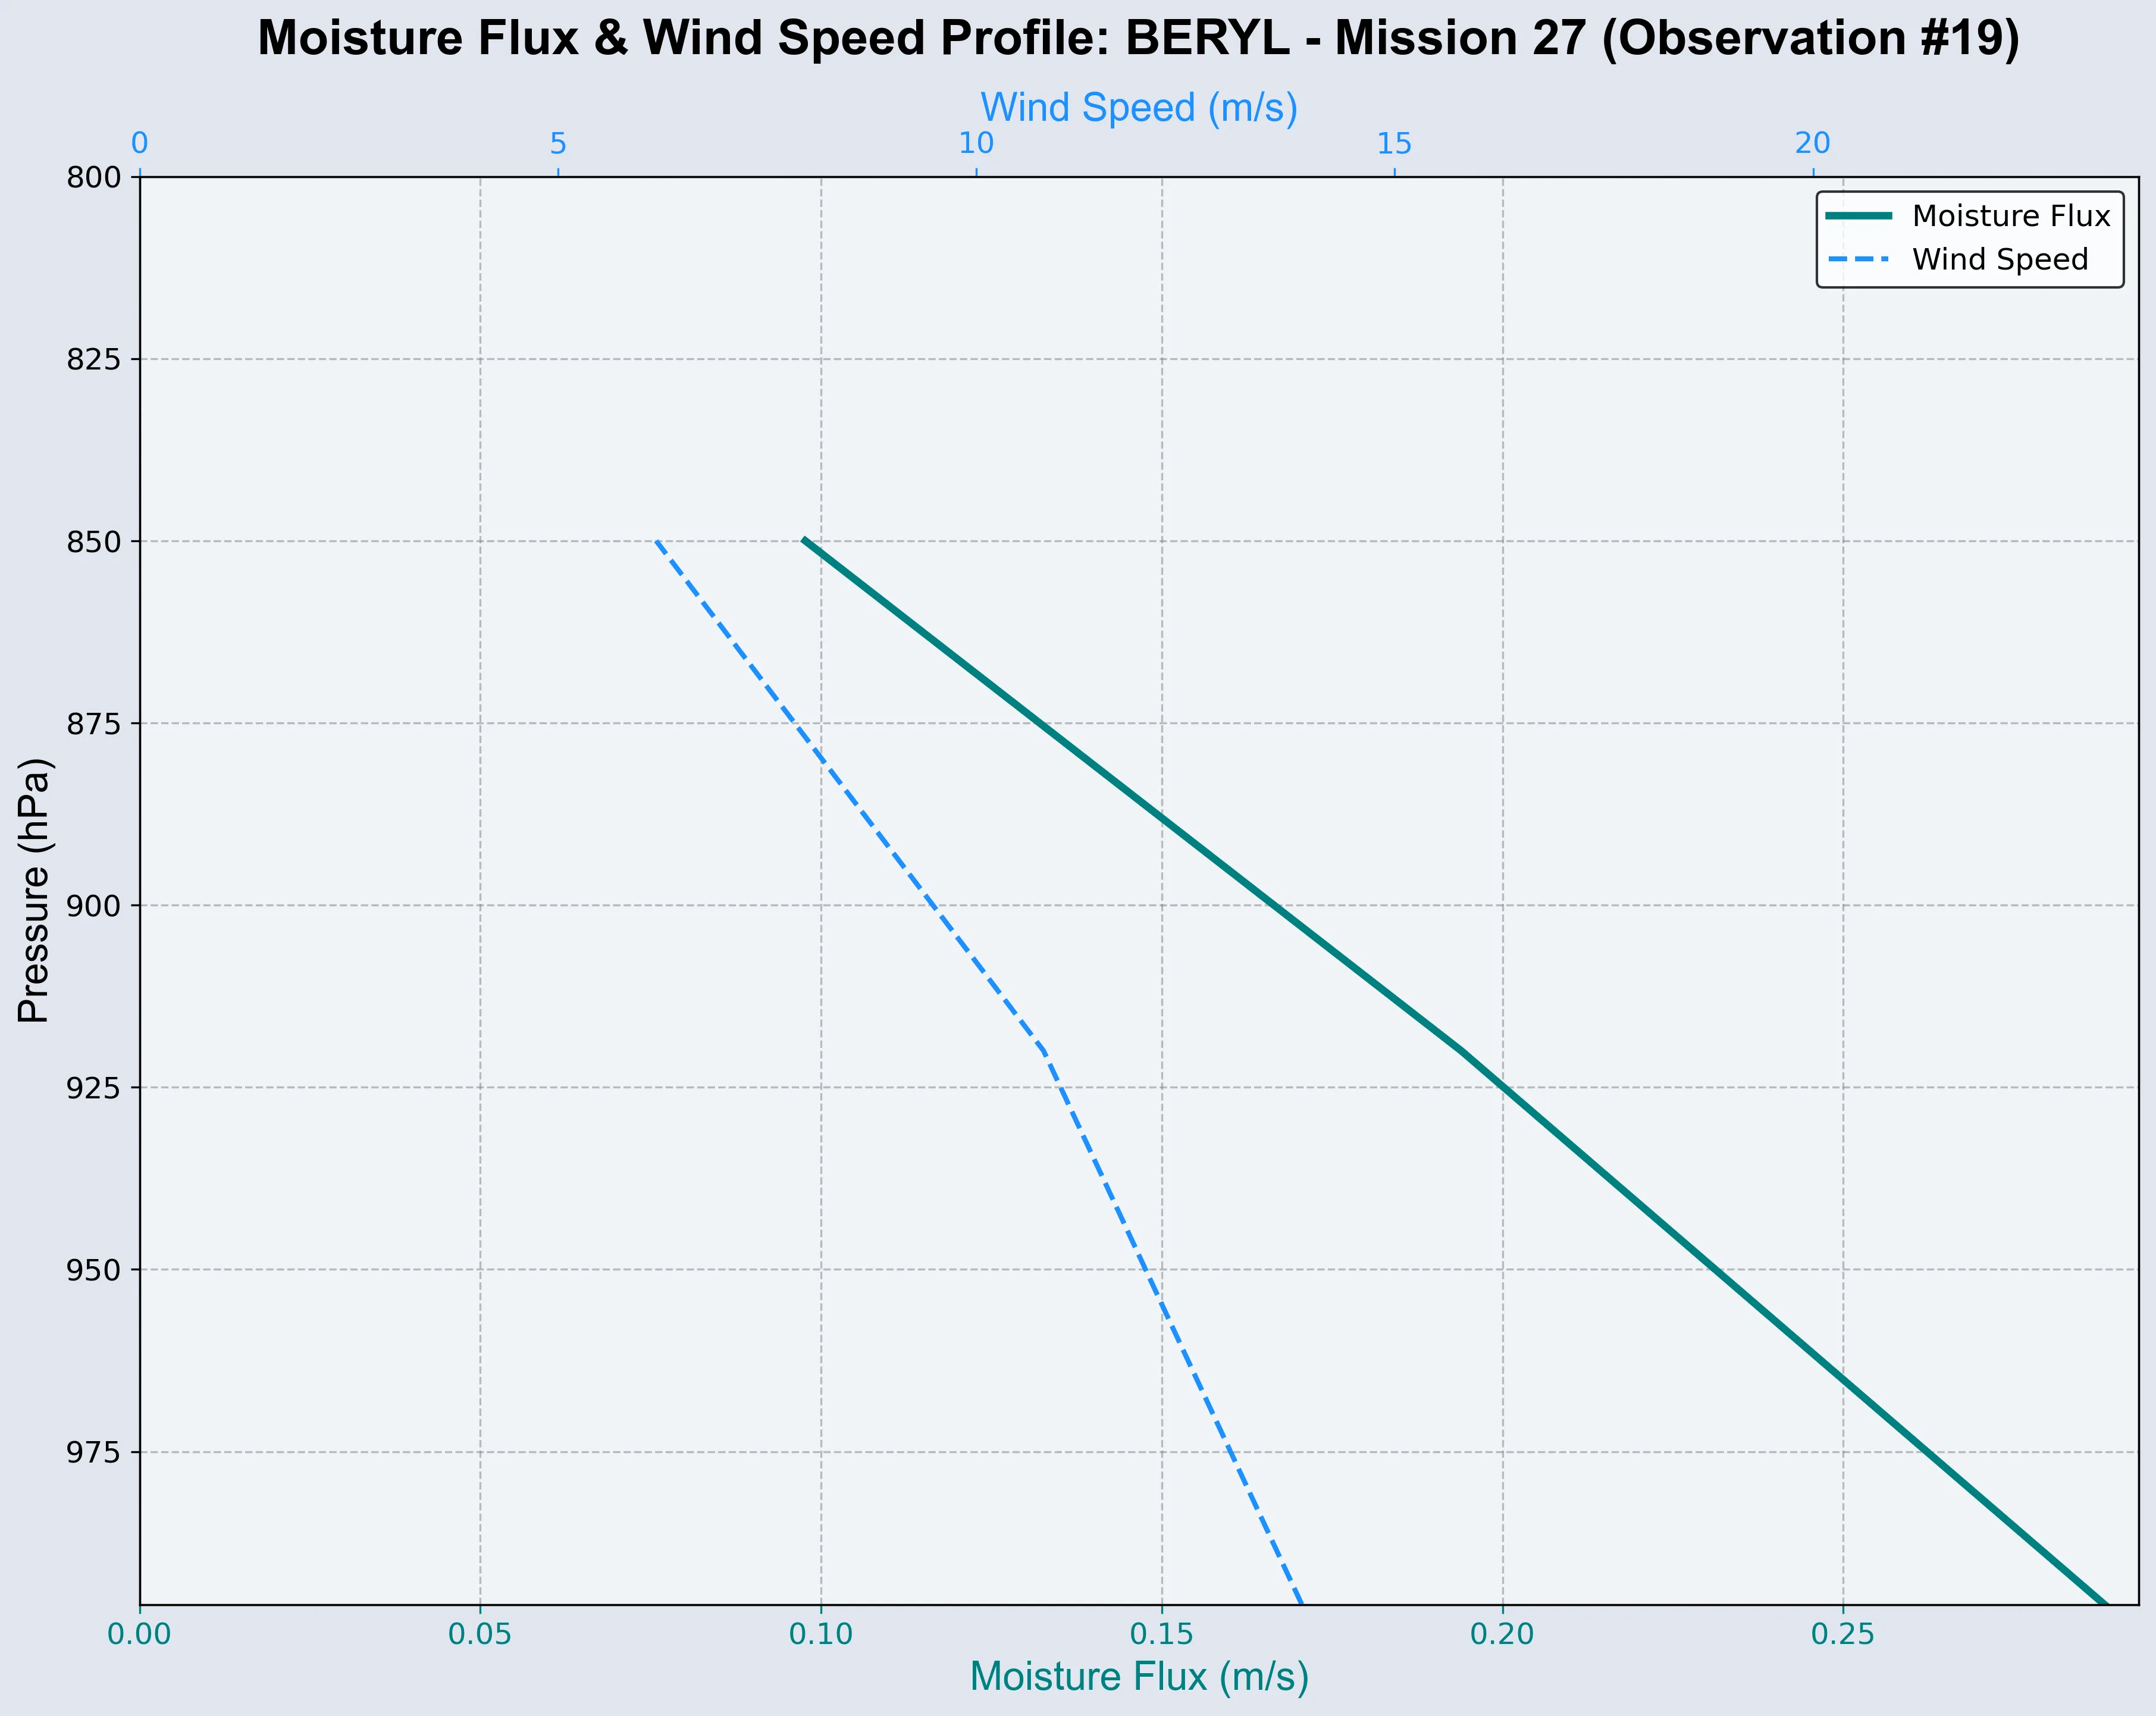 Moisture Flux & Wind Speed Profile: BERYL - Mission 27 (Observation #19)
Wind Speed (m/s)
0 5 10 15 20
Moisture Flux
Wind Speed
800
825
850
875
900
925
950
975
Pressure (hPa)
0.00 0.05 0.10 0.15 0.20 0.25
Moisture Flux (m/s)